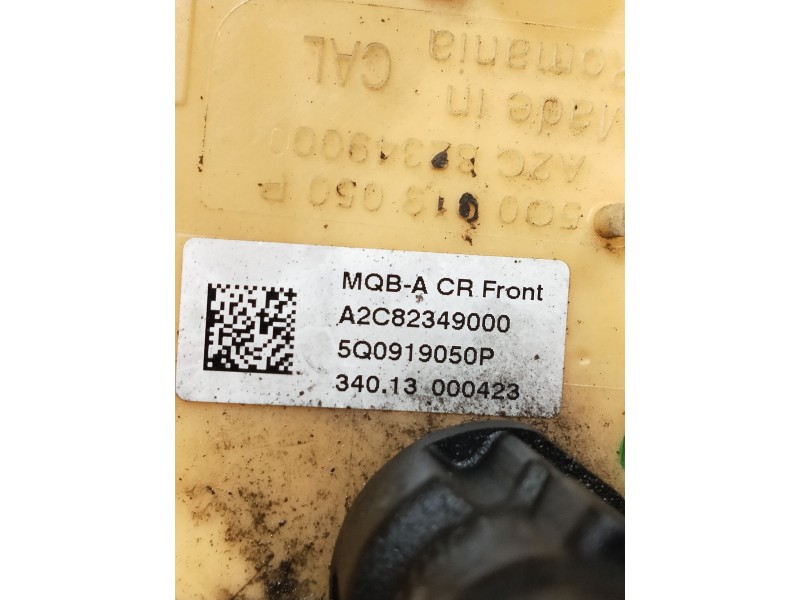 CAL
Romania
Made in
A2C 82349000
5Q0 919 050 P
MQB-A CR Front
A2C82349000
5Q0919050P
340.13 000423